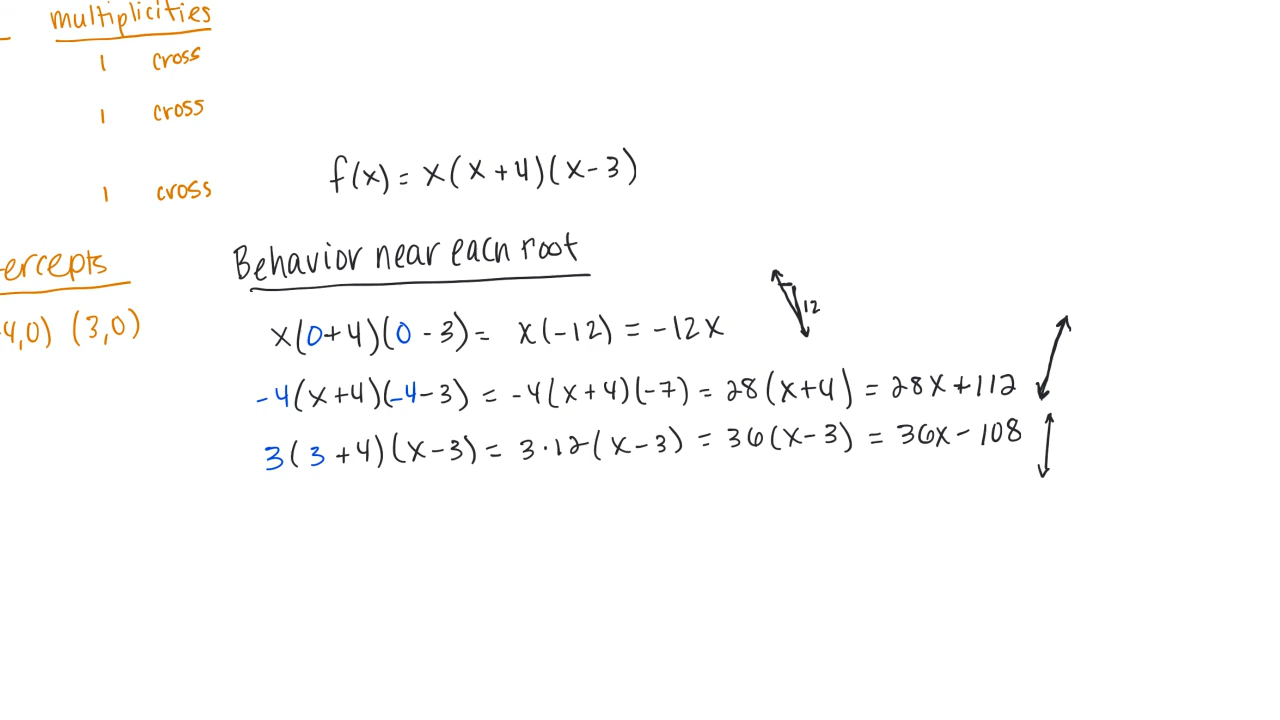 multiplicities
1 cross
1 cross
f(x) = x(x+4)(x-3)
1 cross
ercepts
Behavior near each root
4,0) (3,0)
x(0+4)(0-3) = x(-12) = -12x
12
-4(x+4)(-4-3) = -4(x+4)(-7) = 28(x+4) = 28x+112
3(3+4)(x-3) = 3·12(x-3) = 36(x-3) = 36x-108